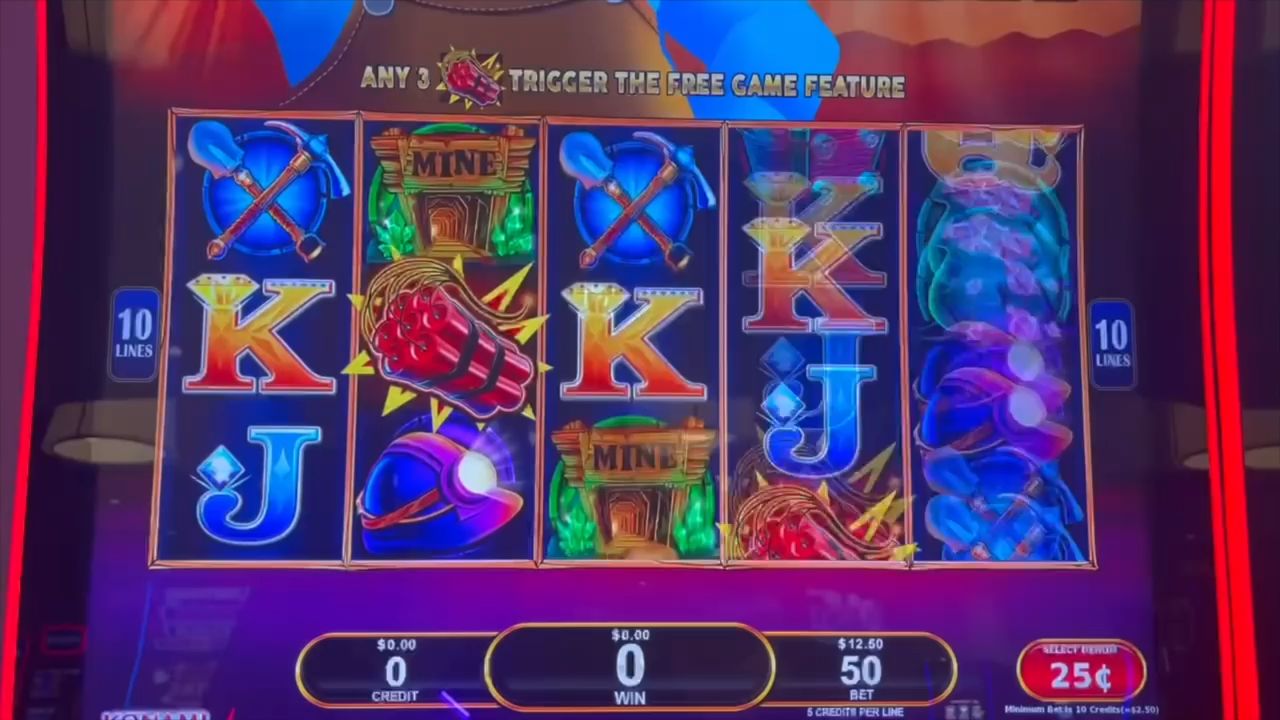 ANY 3 TRIGGER THE FREE GAME FEATURE
MINE
K
K
K
10
LINES
10
LINES
J
J
MINE
$0.00
0
CREDIT
$0.00
0
WIN
$12.50
50
BET
5 CREDITS PER LINE
SELECT DENOM
25¢
Minimum Bet is 10 Credits(=$2.50)
KONAMI